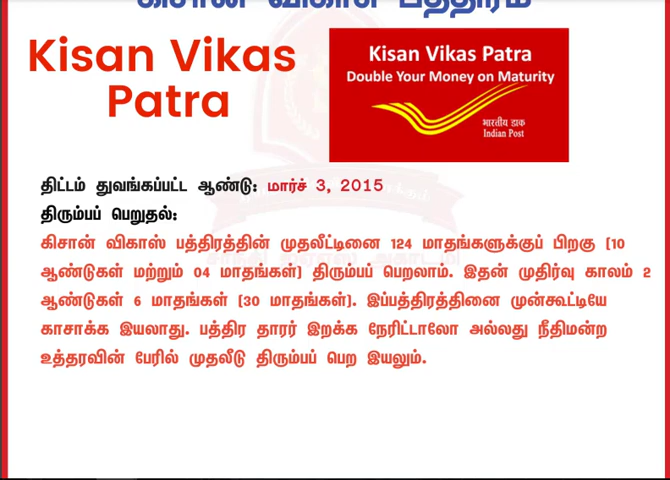 கிசான் விகாஸ் பத்திரம்
Kisan Vikas
Patra
Kisan Vikas Patra
Double Your Money on Maturity
भारतीय डाक
Indian Post
திட்டம் துவங்கப்பட்ட ஆண்டு: மார்ச் 3, 2015
திரும்பப் பெறுதல்:
கிசான் விகாஸ் பத்திரத்தின் முதலீட்டினை 124 மாதங்களுக்குப் பிறகு (10
ஆண்டுகள் மற்றும் 04 மாதங்கள்) திரும்பப் பெறலாம். இதன் முதிர்வு காலம் 2
ஆண்டுகள் 6 மாதங்கள் (30 மாதங்கள்). இப்பத்திரத்தினை முன்கூட்டியே
காசாக்க இயலாது. பத்திர தாரர் இறக்க நேரிட்டாலோ அல்லது நீதிமன்ற
உத்தரவின் பேரில் முதலீடு திரும்பப் பெற இயலும்.